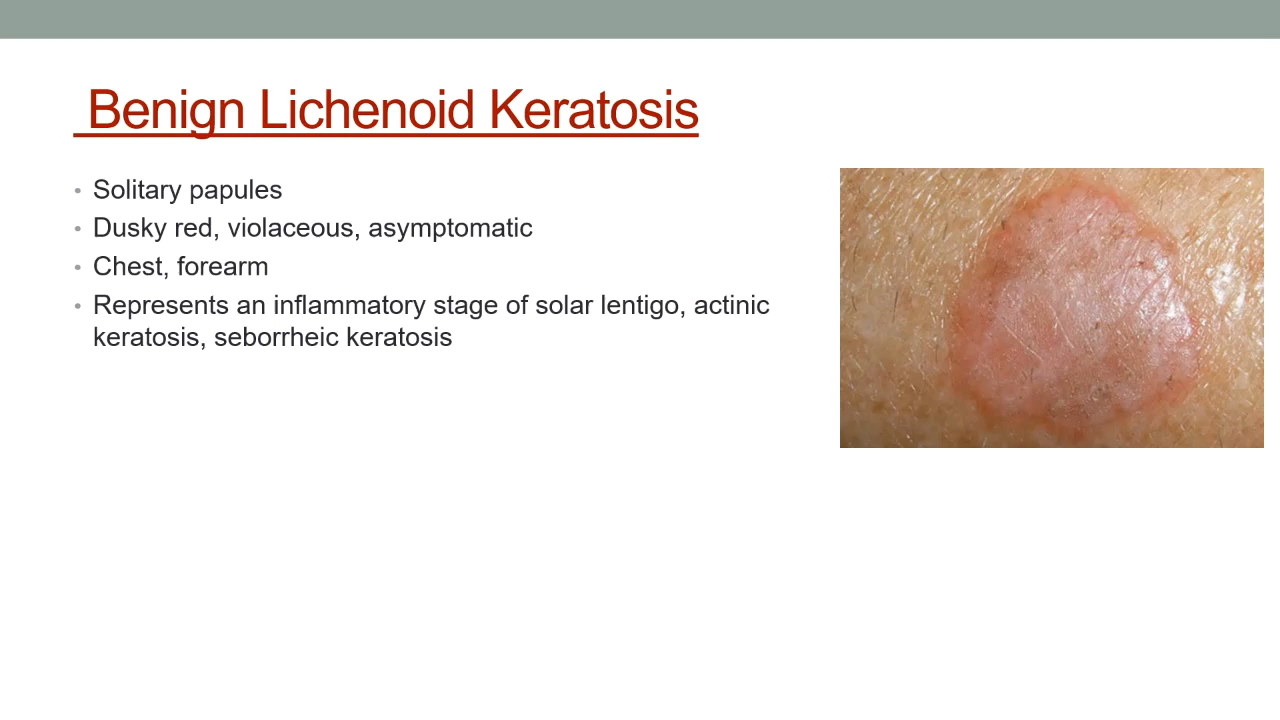 Benign Lichenoid Keratosis
• Solitary papules
• Dusky red, violaceous, asymptomatic
• Chest, forearm
• Represents an inflammatory stage of solar lentigo, actinic
keratosis, seborrheic keratosis